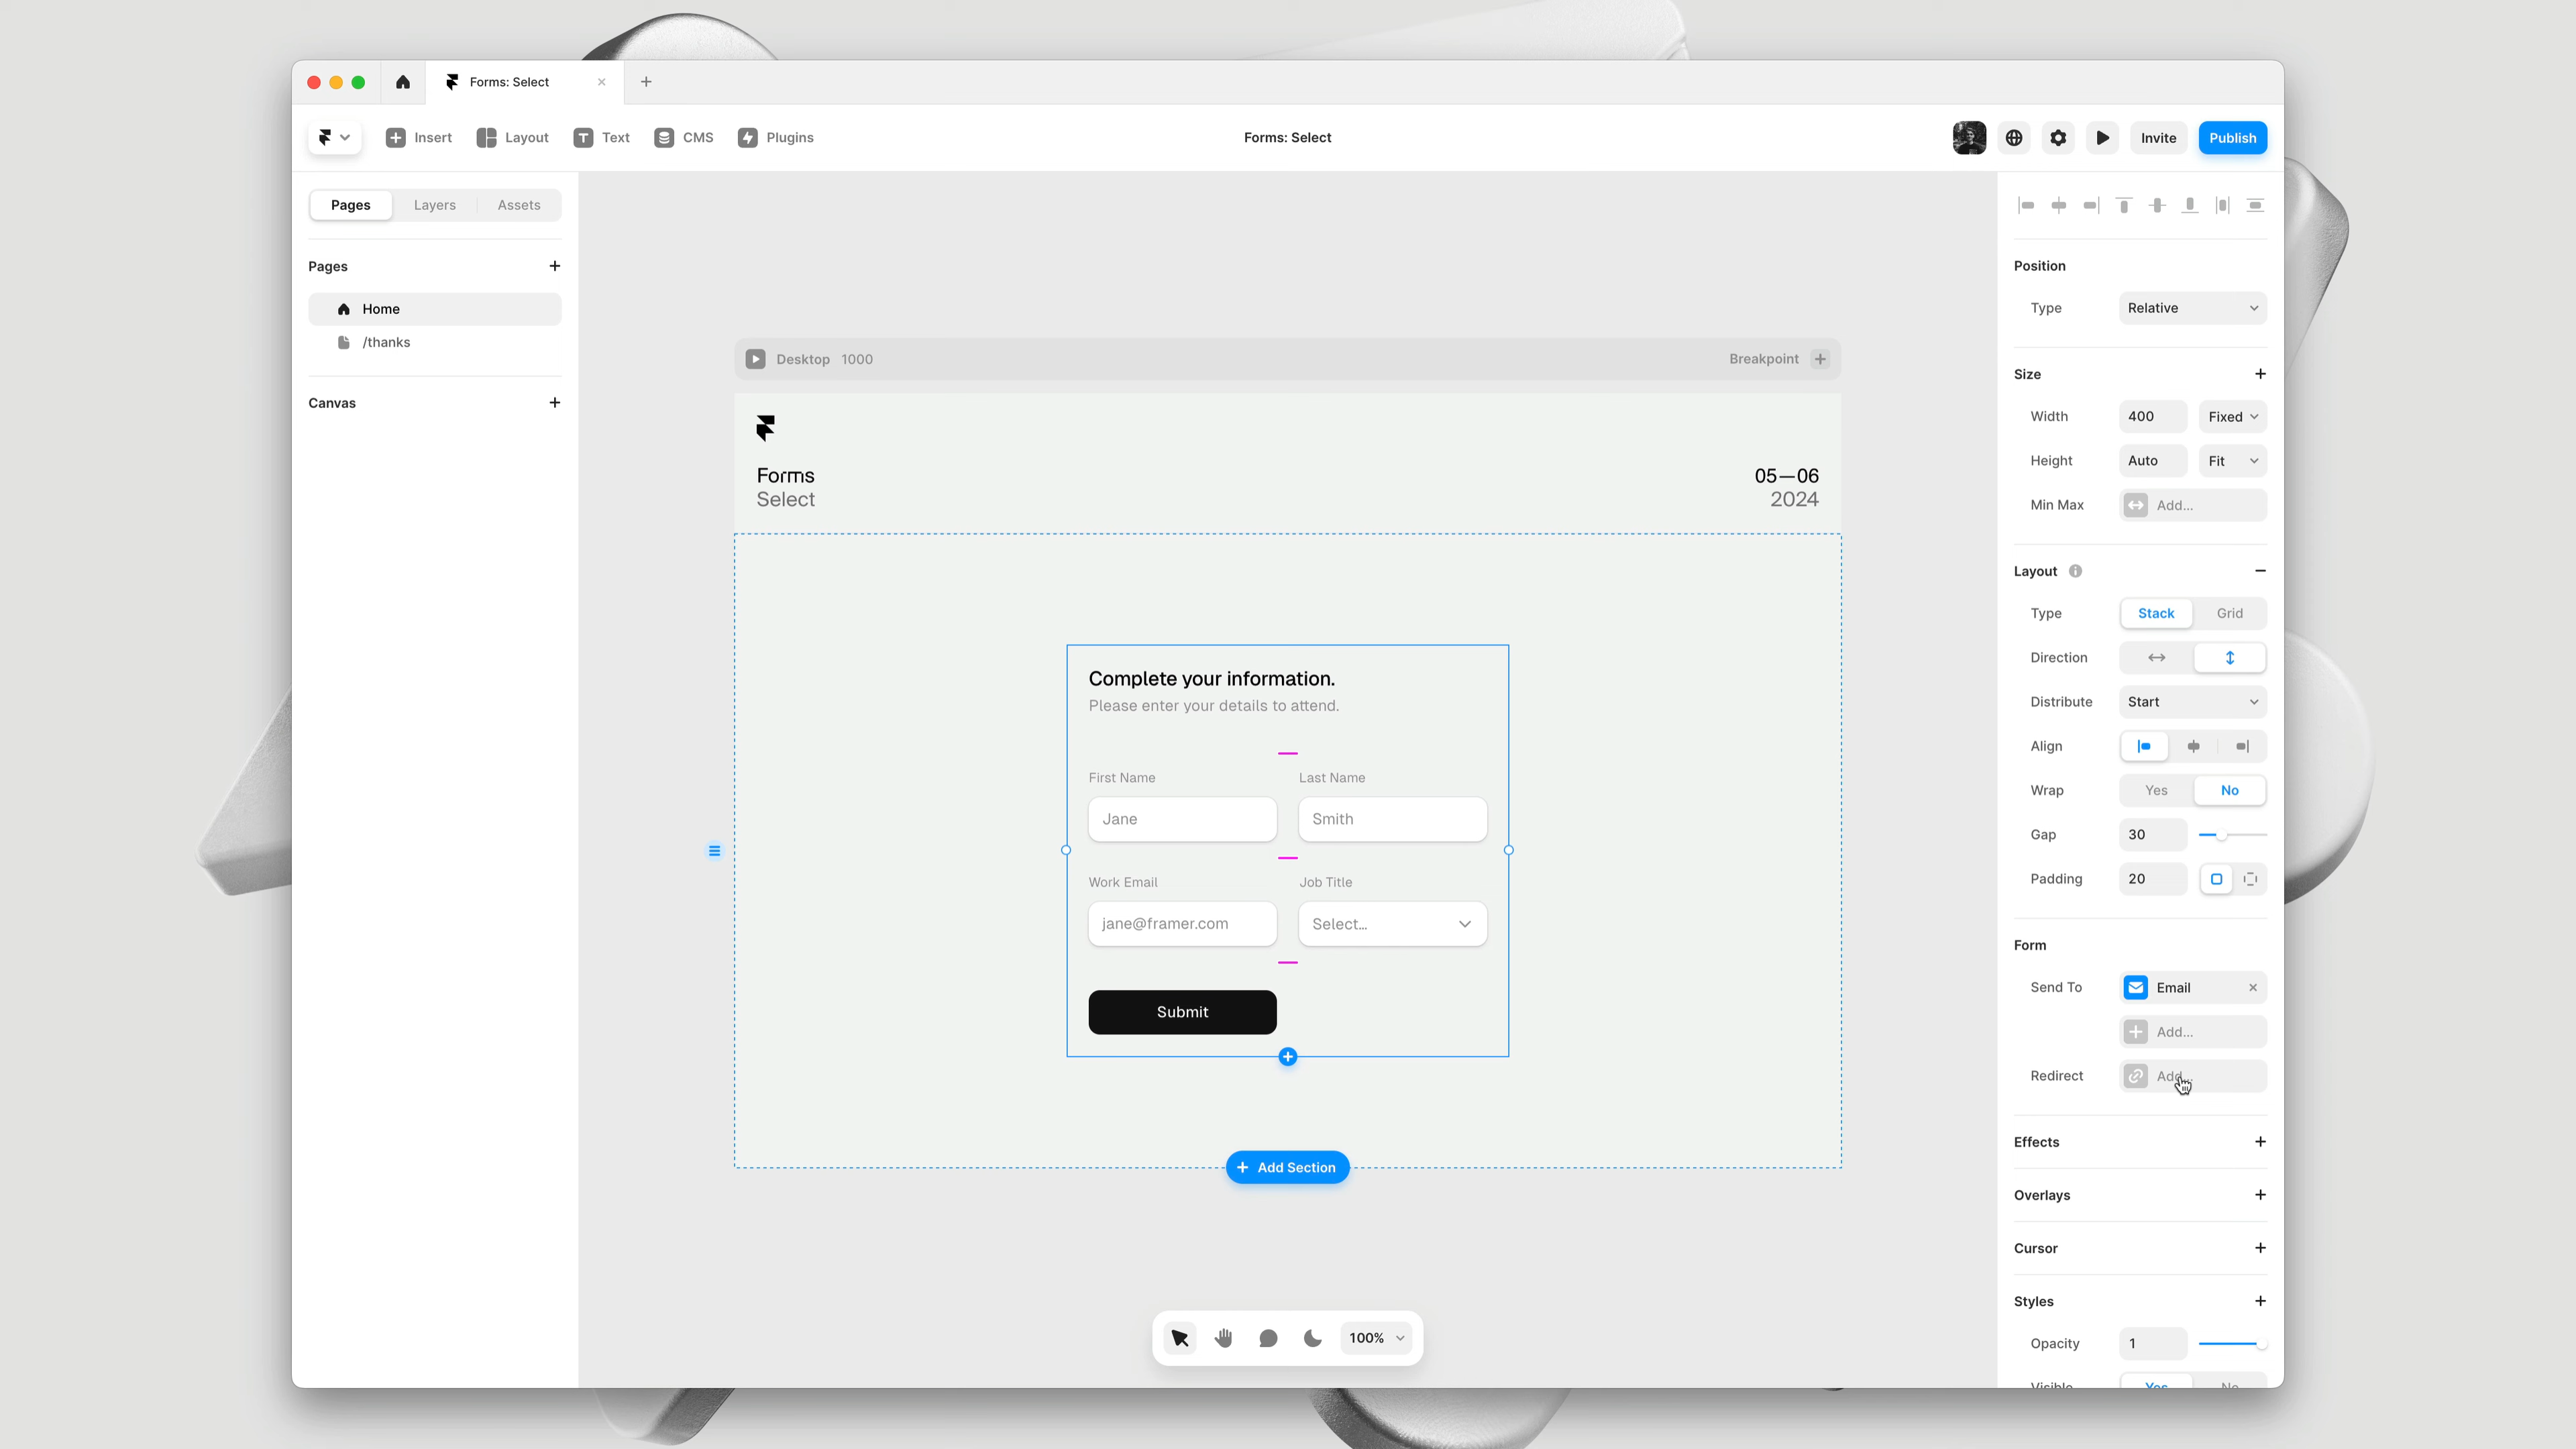 Forms: Select
Insert
Layout
Text
CMS
Plugins
Forms: Select
Invite
Publish
Pages
Layers
Assets
Pages
Home
/thanks
Canvas
Desktop 1000
Breakpoint
Forms
Select
05—06
2024
Complete your information.
Please enter your details to attend.
First Name
Last Name
Jane
Smith
Work Email
Job Title
jane@framer.com
Select...
Submit
Add Section
100%
Position
Type Relative
Size
Width 400 Fixed
Height Auto Fit
Min Max Add...
Layout
Type Stack Grid
Direction
Distribute Start
Align
Wrap Yes No
Gap 30
Padding 20
Form
Send To Email
Add...
Redirect Add...
Effects
Overlays
Cursor
Styles
Opacity 1
Visible Yes No